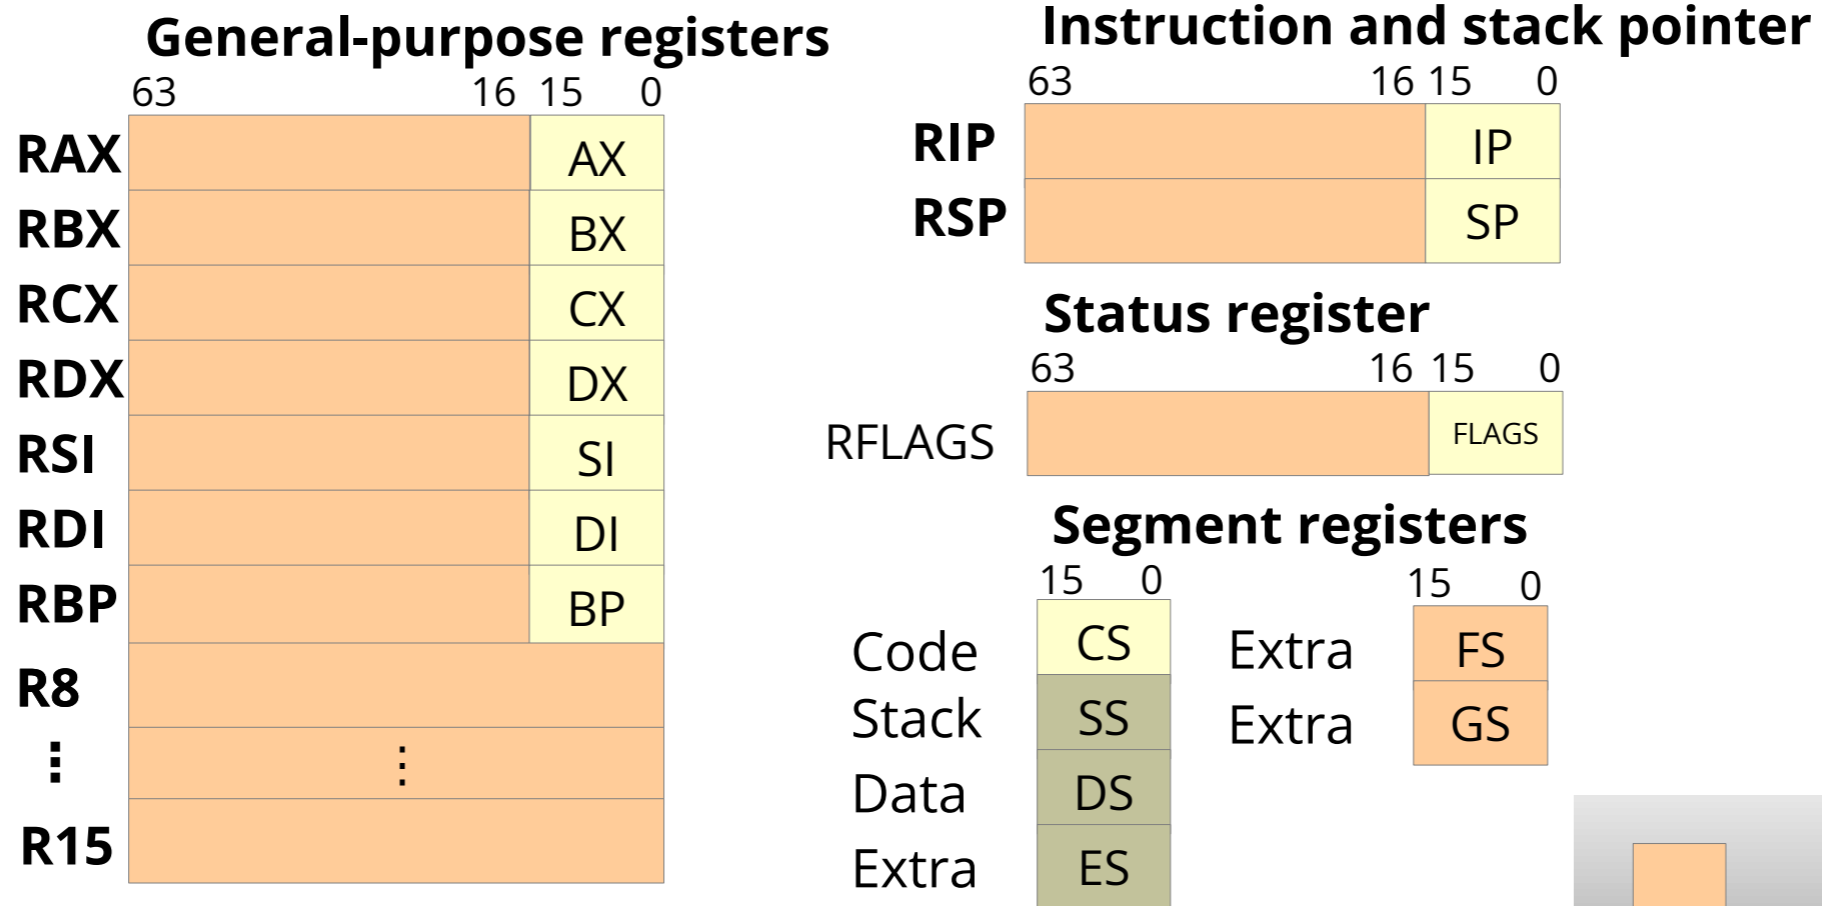 General-purpose registers
63 16 15 0
RAX AX
RBX BX
RCX CX
RDX DX
RSI SI
RDI DI
RBP BP
R8
⋮ ⋮
R15
Instruction and stack pointer
63 16 15 0
RIP IP
RSP SP
Status register
63 16 15 0
RFLAGS FLAGS
Segment registers
15 0 15 0
Code CS Extra FS
Stack SS Extra GS
Data DS
Extra ES